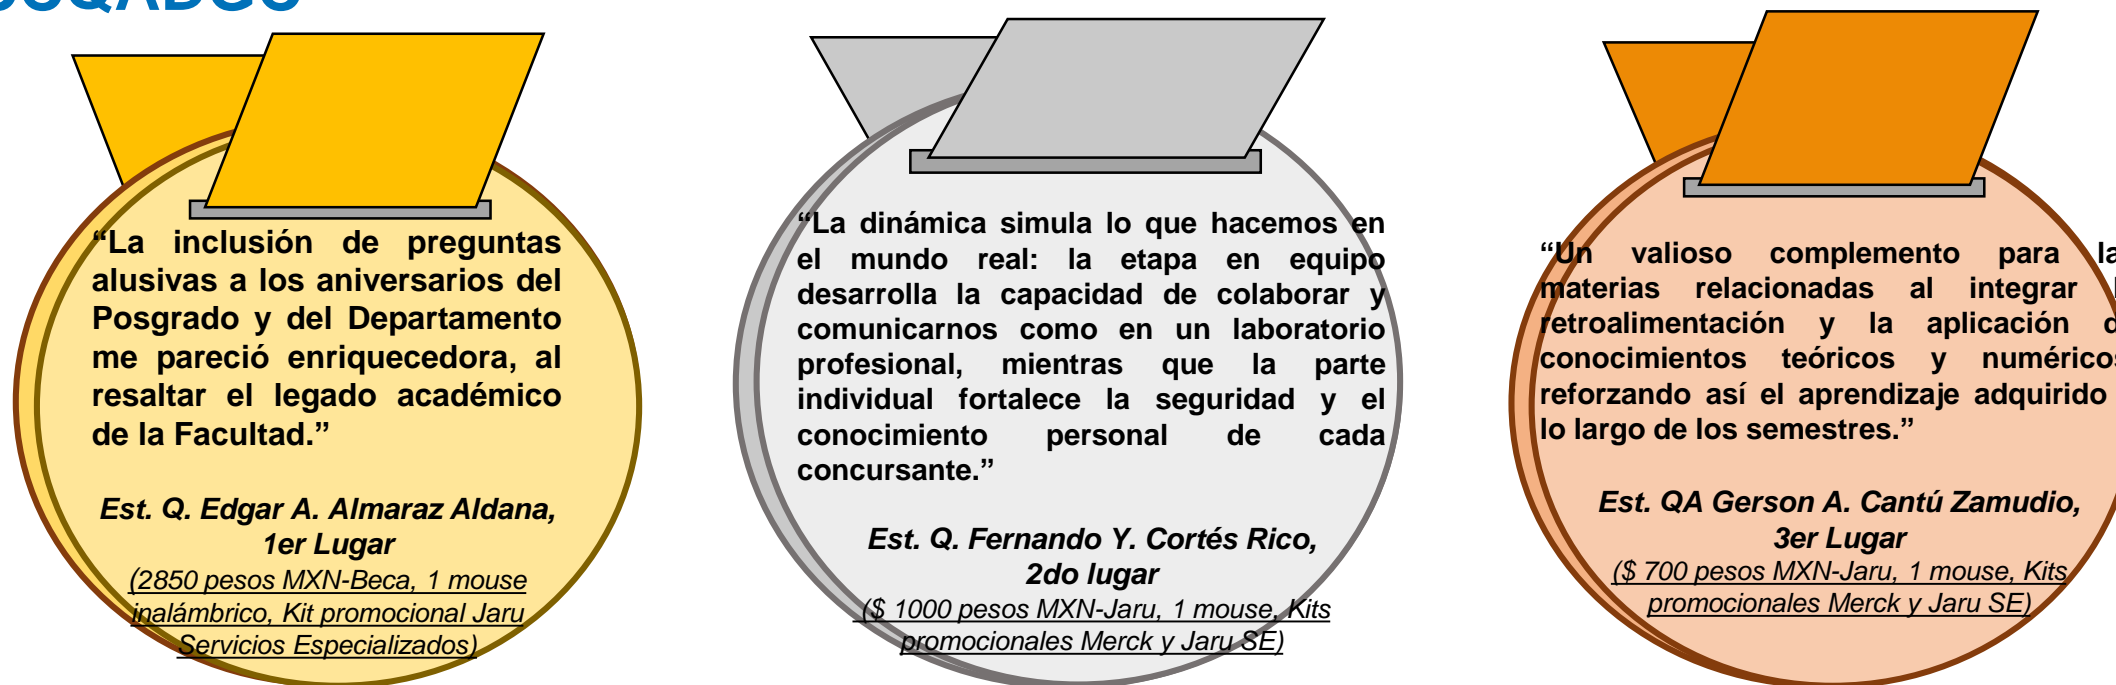 “La inclusión de preguntas
alusivas a los aniversarios del
Posgrado y del Departamento
me pareció enriquecedora, al
resaltar el legado académico
de la Facultad.”
Est. Q. Edgar A. Almaraz Aldana,
1er Lugar
(2850 pesos MXN-Beca, 1 mouse
inalámbrico, Kit promocional Jaru
Servicios Especializados)
“La dinámica simula lo que hacemos en
el mundo real: la etapa en equipo
desarrolla la capacidad de colaborar y
comunicarnos como en un laboratorio
profesional, mientras que la parte
individual fortalece la seguridad y el
conocimiento personal de cada
concursante.”
Est. Q. Fernando Y. Cortés Rico,
2do lugar
($ 1000 pesos MXN-Jaru, 1 mouse, Kits
promocionales Merck y Jaru SE)
“Un valioso complemento para
materias relacionadas al integrar
retroalimentación y la aplicación
conocimientos teóricos y numéricos
reforzando así el aprendizaje adquirido
lo largo de los semestres.”
Est. QA Gerson A. Cantú Zamudio,
3er Lugar
($ 700 pesos MXN-Jaru, 1 mouse, Kits
promocionales Merck y Jaru SE)